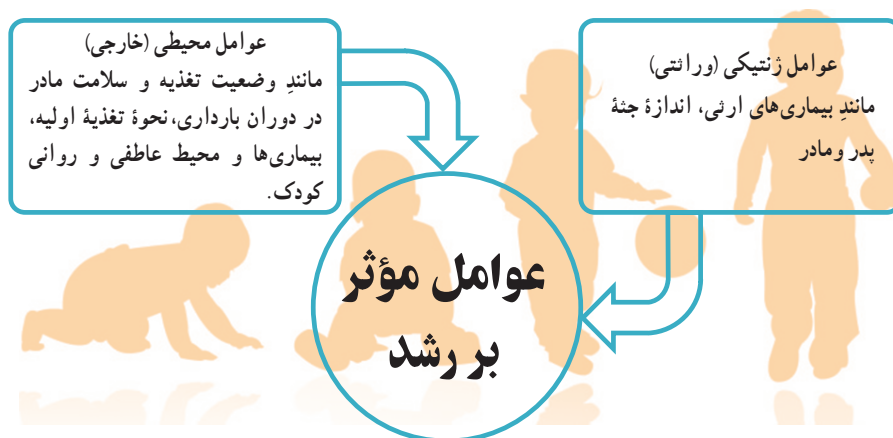 عوامل ژنتیکی (وراثتی)
مانندِ بیماری‌های ارثی، اندازهٔ جثهٔ
پدر ومادر
عوامل محیطی (خارجی)
مانندِ وضعیت تغذیه و سلامت مادر
در دوران بارداری، نحوهٔ تغذیهٔ اولیه،
بیماری‌ها و محیط عاطفی و روانی
کودک.
عوامل مؤثر
بر رشد